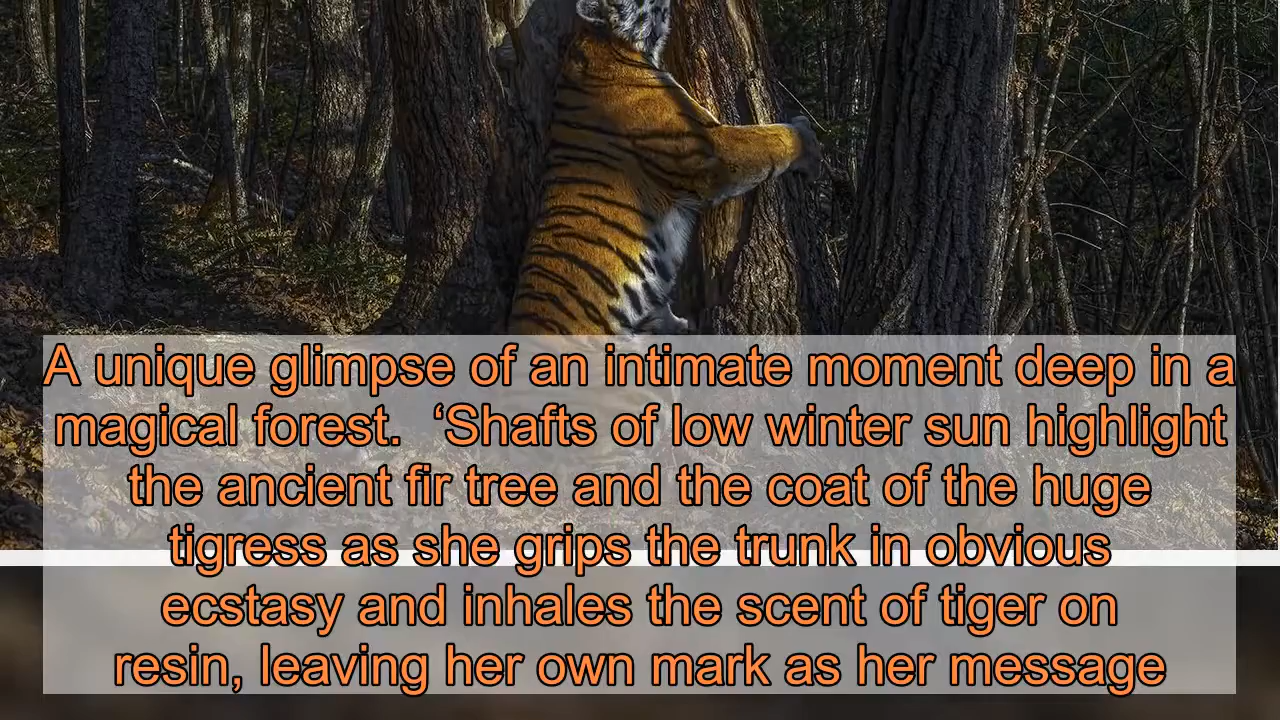 A unique glimpse of an intimate moment deep in a
magical forest.  ‘Shafts of low winter sun highlight
the ancient fir tree and the coat of the huge
tigress as she grips the trunk in obvious
ecstasy and inhales the scent of tiger on
resin, leaving her own mark as her message